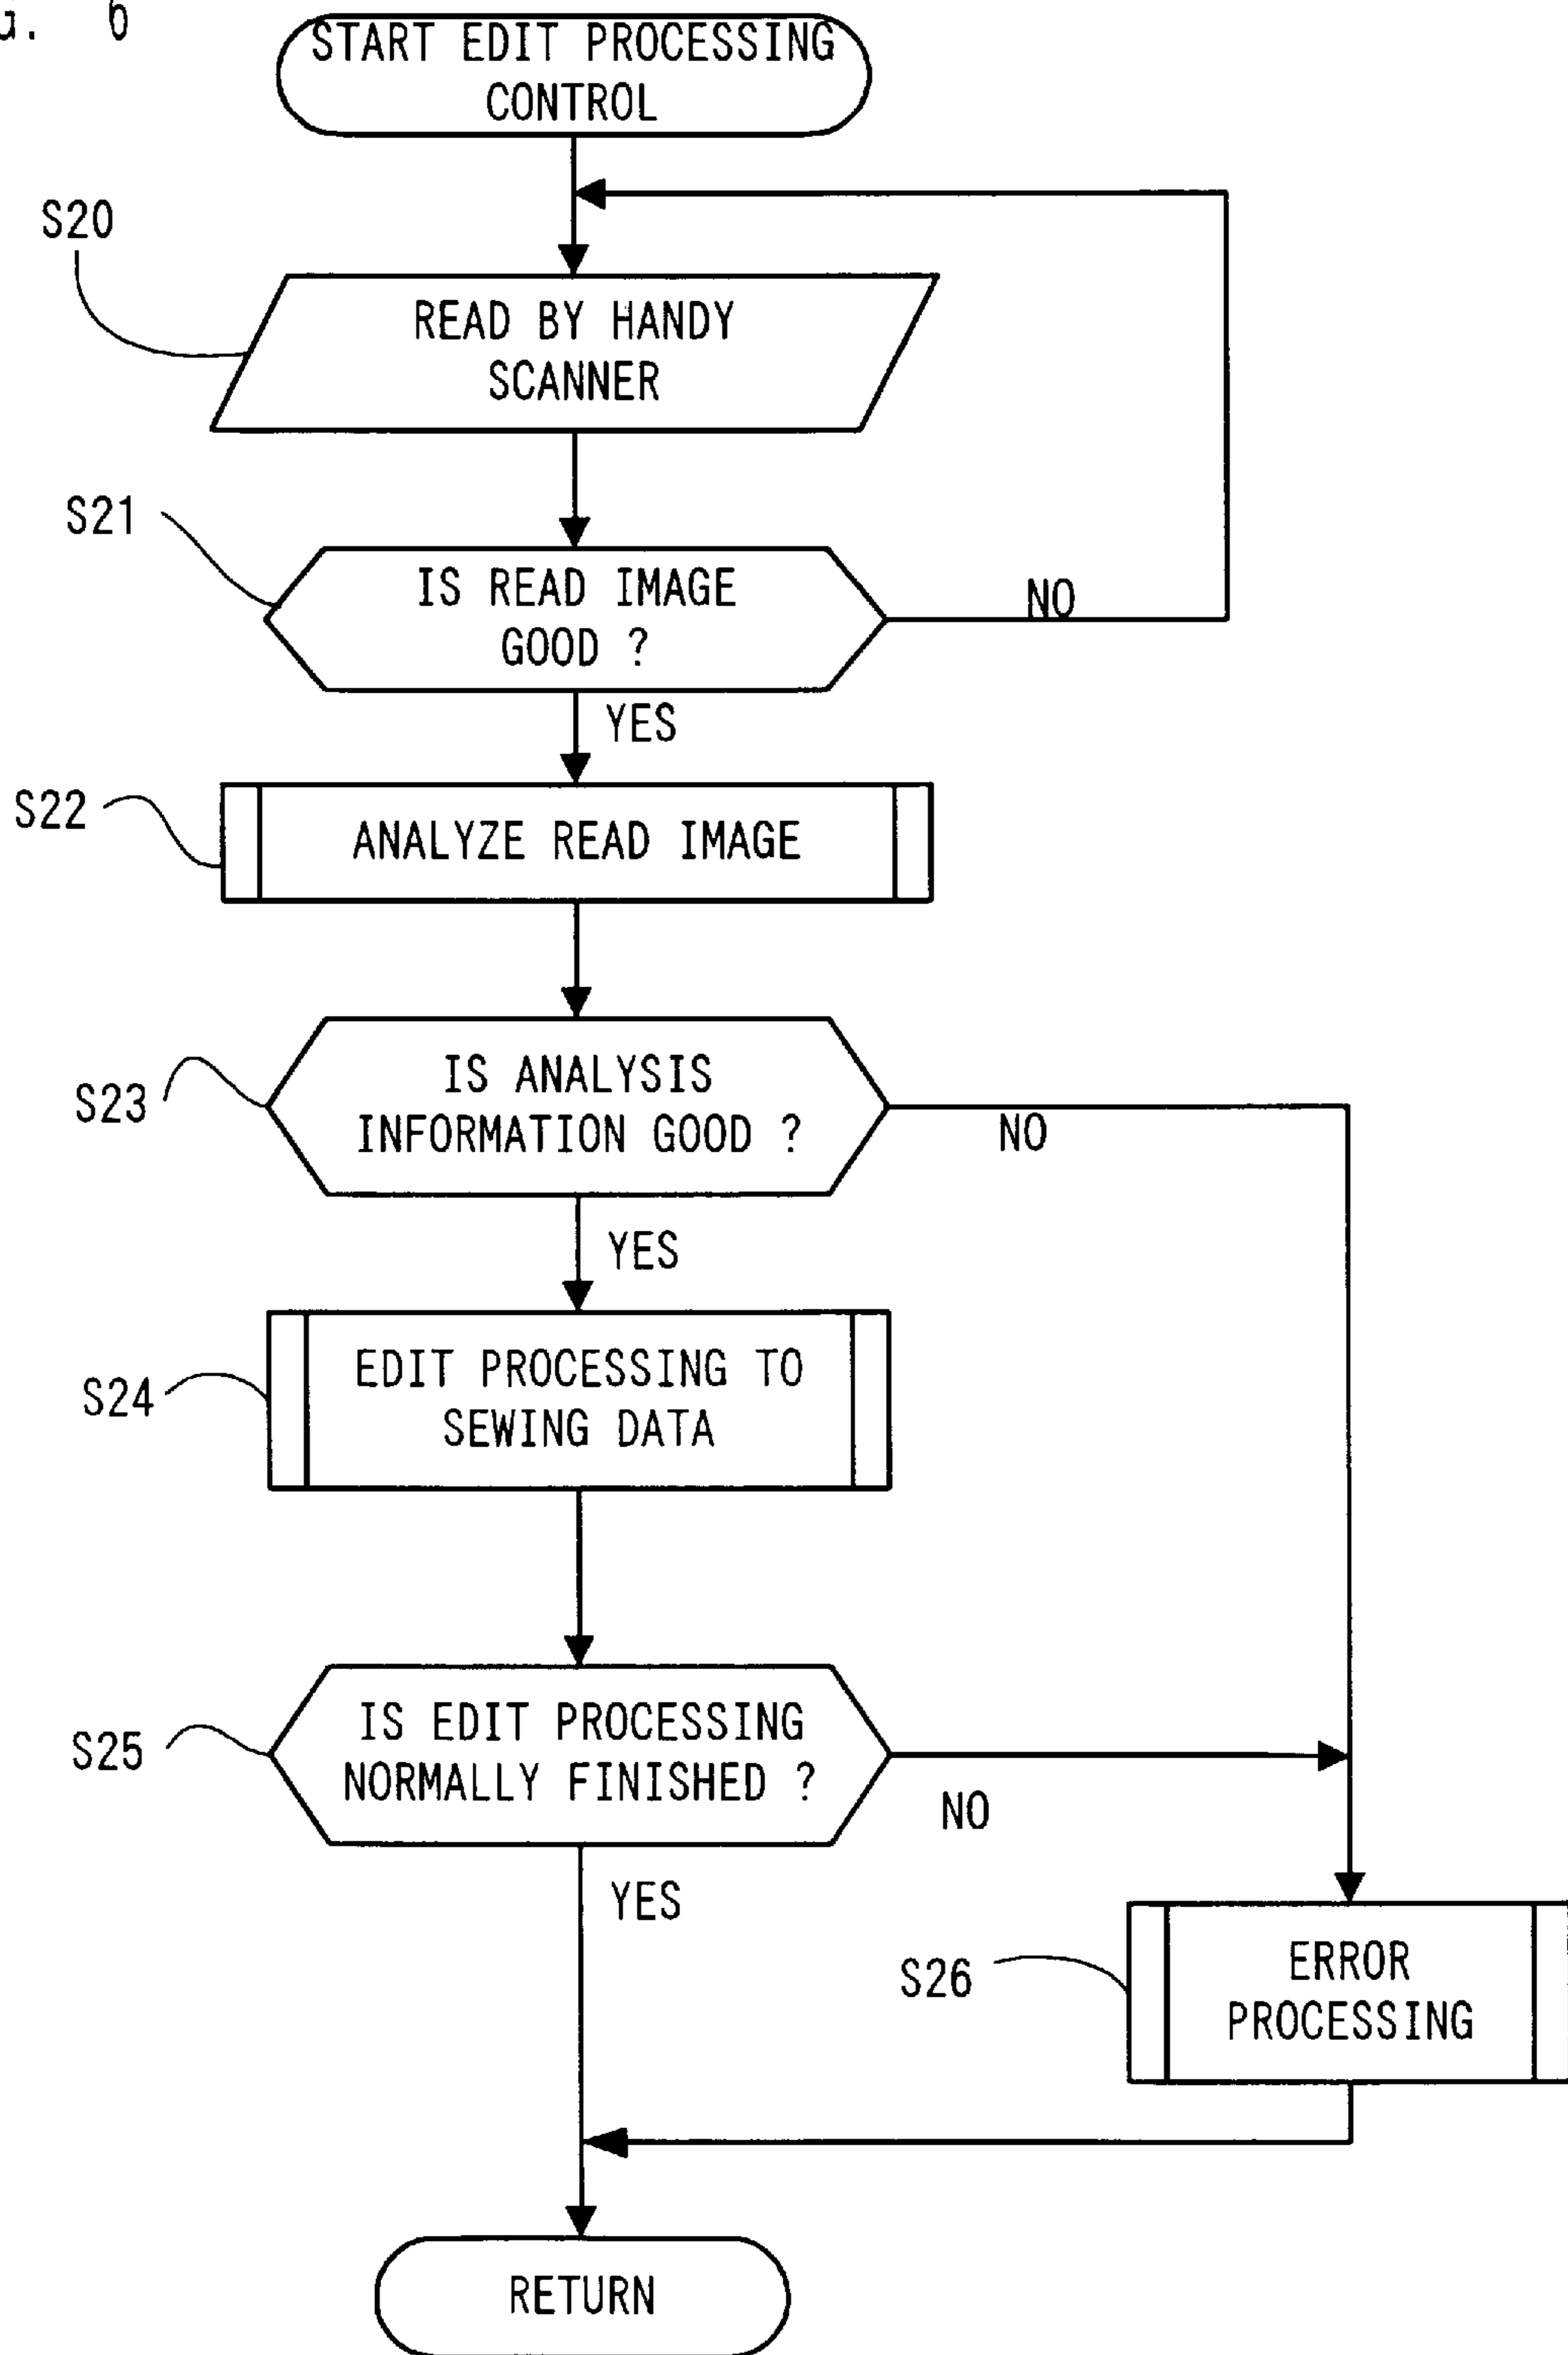 6
START EDIT PROCESSING
CONTROL
S20
READ BY HANDY
SCANNER
S21
IS READ IMAGE
GOOD ?
NO
YES
S22
ANALYZE READ IMAGE
S23
IS ANALYSIS
INFORMATION GOOD ?
NO
YES
S24
EDIT PROCESSING TO
SEWING DATA
S25
IS EDIT PROCESSING
NORMALLY FINISHED ?
NO
YES
S26
ERROR
PROCESSING
RETURN